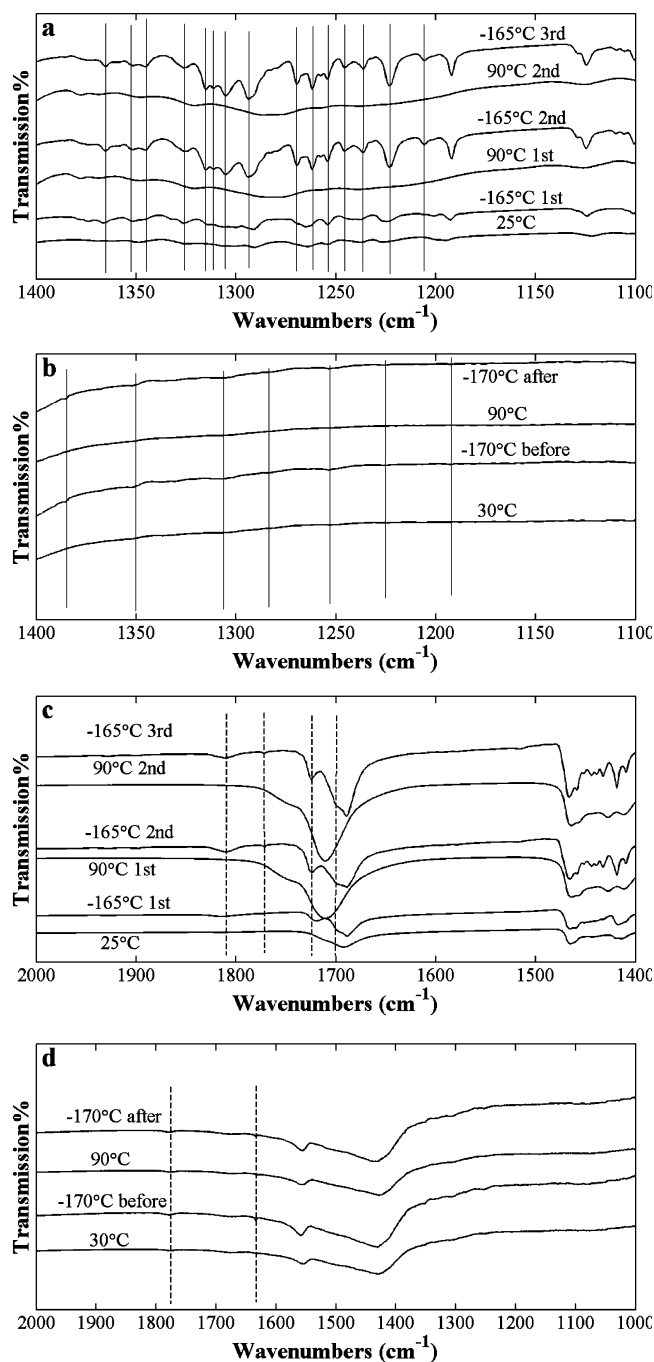 a
-165°C 3rd
90°C 2nd
-165°C 2nd
90°C 1st
-165°C 1st
25°C
Transmission%
1400 1350 1300 1250 1200 1150 1100
Wavenumbers (cm-1)
b
-170°C after
90°C
-170°C before
30°C
Transmission%
1400 1350 1300 1250 1200 1150 1100
Wavenumbers (cm-1)
c
-165°C 3rd
90°C 2nd
-165°C 2nd
90°C 1st
-165°C 1st
25°C
Transmission%
2000 1900 1800 1700 1600 1500 1400
Wavenumbers (cm-1)
d
-170°C after
90°C
-170°C before
30°C
Transmission%
2000 1900 1800 1700 1600 1500 1400 1300 1200 1100 1000
Wavenumbers (cm-1)